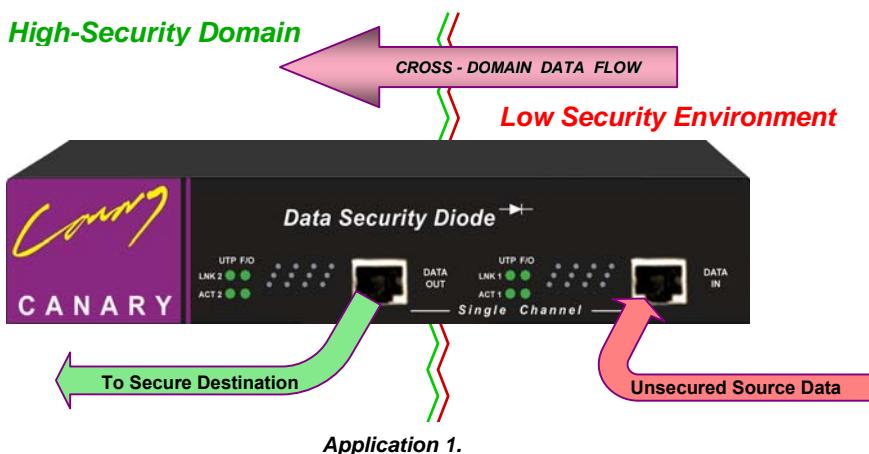 High-Security Domain
CROSS - DOMAIN DATA FLOW
Low Security Environment
Canary
CANARY
Data Security Diode
UTP F/O
LNK 2
ACT 2
DATA
OUT
UTP F/O
LNK 1
ACT 1
DATA
IN
Single Channel
To Secure Destination
Unsecured Source Data
Application 1.